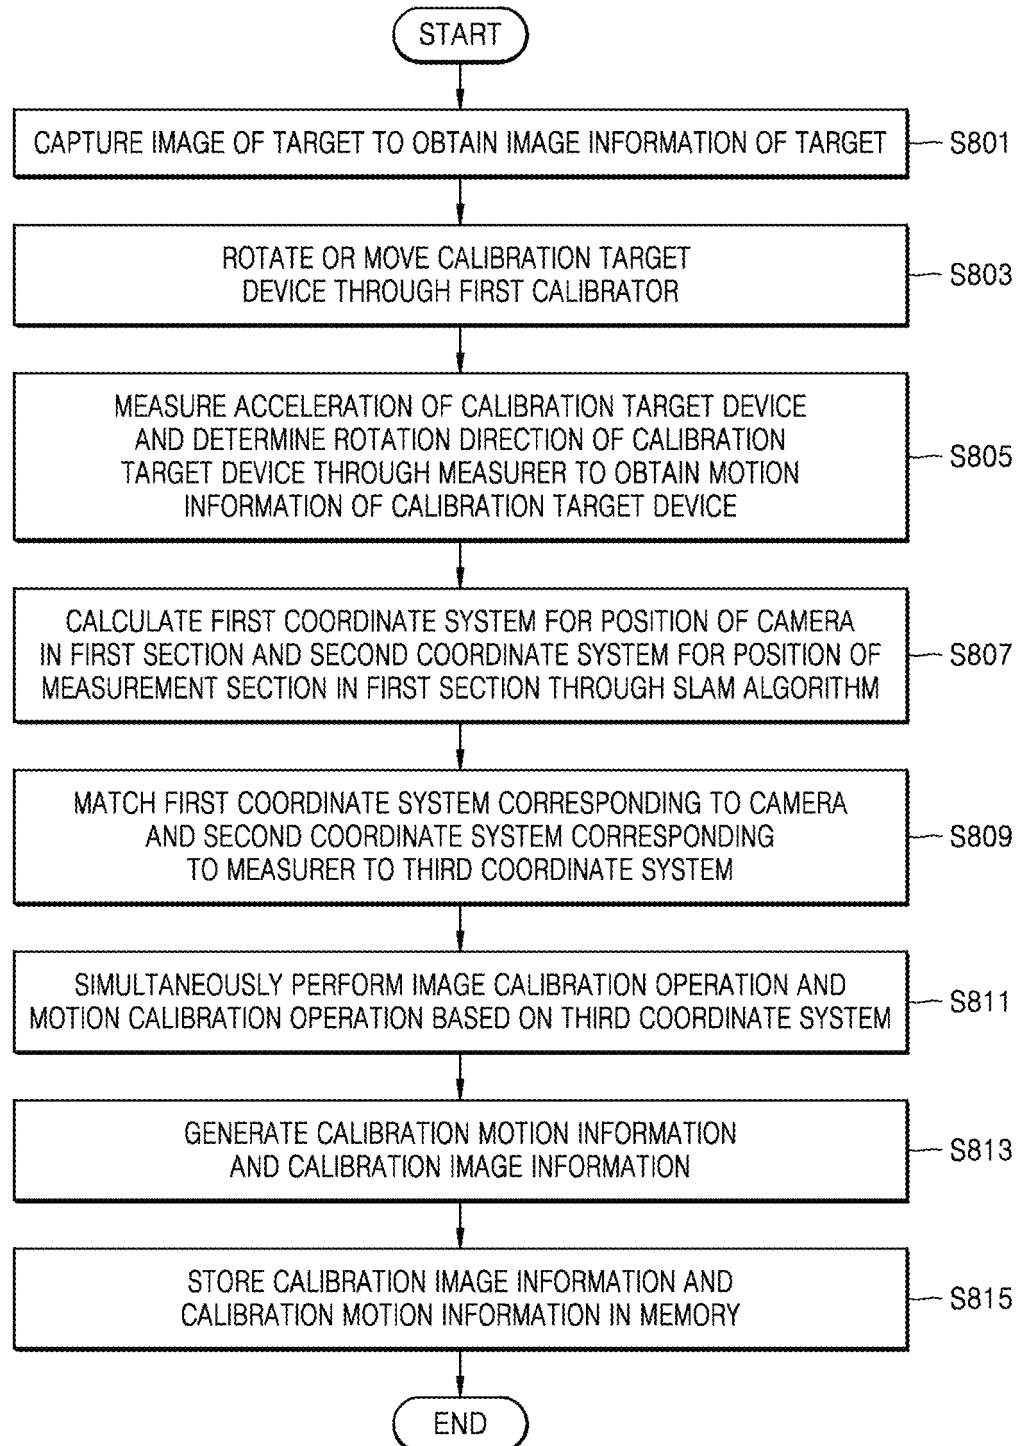 START
CAPTURE IMAGE OF TARGET TO OBTAIN IMAGE INFORMATION OF TARGET
S801
ROTATE OR MOVE CALIBRATION TARGET
DEVICE THROUGH FIRST CALIBRATOR
S803
MEASURE ACCELERATION OF CALIBRATION TARGET DEVICE
AND DETERMINE ROTATION DIRECTION OF CALIBRATION
TARGET DEVICE THROUGH MEASURER TO OBTAIN MOTION
INFORMATION OF CALIBRATION TARGET DEVICE
S805
CALCULATE FIRST COORDINATE SYSTEM FOR POSITION OF CAMERA
IN FIRST SECTION AND SECOND COORDINATE SYSTEM FOR POSITION OF
MEASUREMENT SECTION IN FIRST SECTION THROUGH SLAM ALGORITHM
S807
MATCH FIRST COORDINATE SYSTEM CORRESPONDING TO CAMERA
AND SECOND COORDINATE SYSTEM CORRESPONDING
TO MEASURER TO THIRD COORDINATE SYSTEM
S809
SIMULTANEOUSLY PERFORM IMAGE CALIBRATION OPERATION AND
MOTION CALIBRATION OPERATION BASED ON THIRD COORDINATE SYSTEM
S811
GENERATE CALIBRATION MOTION INFORMATION
AND CALIBRATION IMAGE INFORMATION
S813
STORE CALIBRATION IMAGE INFORMATION AND
CALIBRATION MOTION INFORMATION IN MEMORY
S815
END